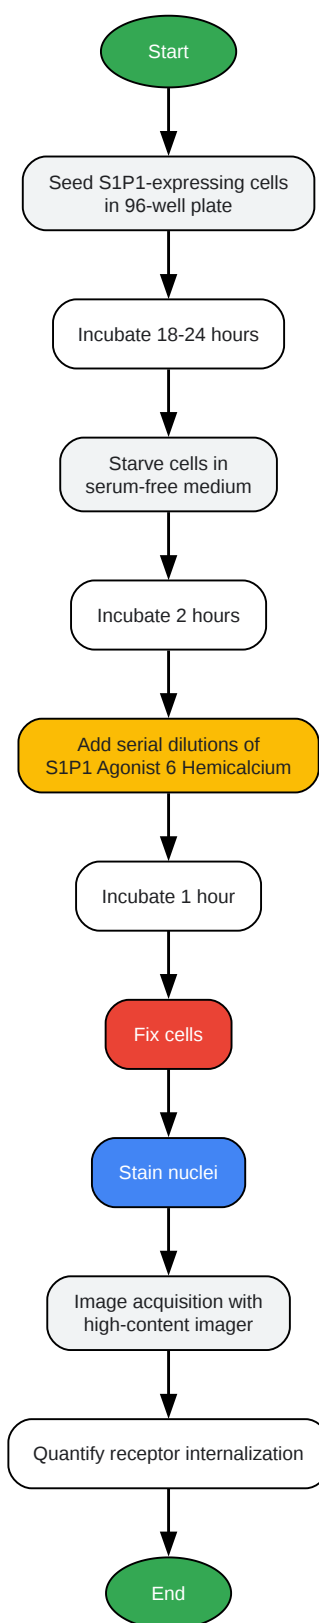 Start
Seed S1P1-expressing cells
in 96-well plate
Incubate 18-24 hours
Starve cells in
serum-free medium
Incubate 2 hours
Add serial dilutions of
S1P1 Agonist 6 Hemicalcium
Incubate 1 hour
Fix cells
Stain nuclei
Image acquisition with
high-content imager
Quantify receptor internalization
End